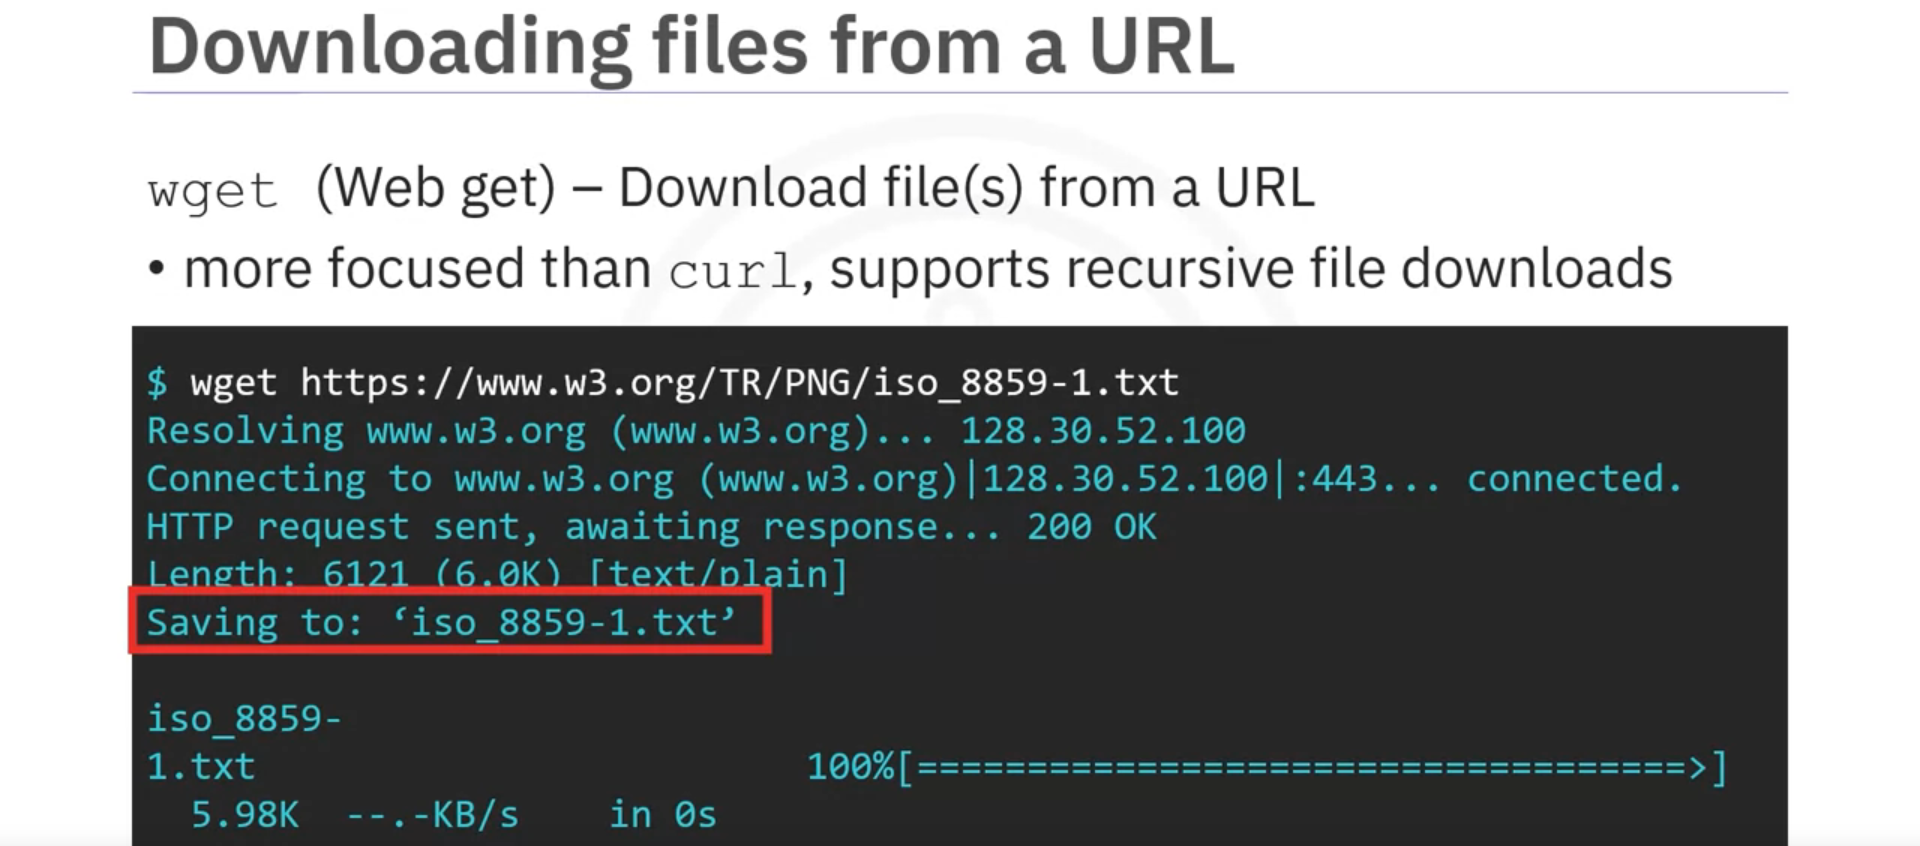 Downloading files from a URL
wget (Web get) – Download file(s) from a URL
• more focused than curl, supports recursive file downloads
$ wget https://www.w3.org/TR/PNG/iso_8859-1.txt
Resolving www.w3.org (www.w3.org)... 128.30.52.100
Connecting to www.w3.org (www.w3.org)|128.30.52.100|:443... connected.
HTTP request sent, awaiting response... 200 OK
Length: 6121 (6.0K) [text/plain]
Saving to: ‘iso_8859-1.txt’
iso_8859-
1.txt 100%[===================================>]
5.98K --.-KB/s in 0s